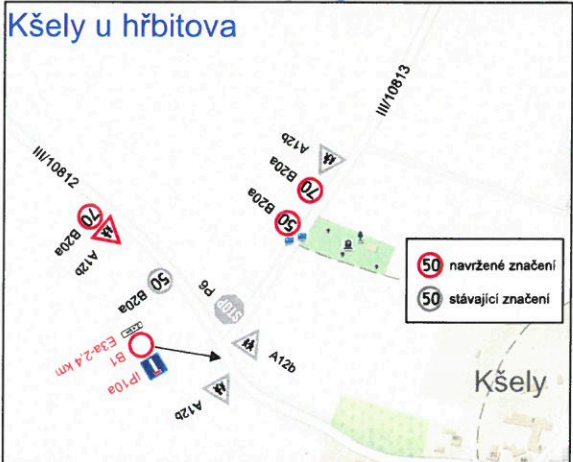 Kšely u hřbitova
III/10813
A12b
70
B20a
50
B20a
III/10812
70
B20a
A12b
50
B20a
P6
STOP
E3a-2,4 km
B1
IP10a
A12b
A12b
50 navržené značení
50 stávající značení
Kšely